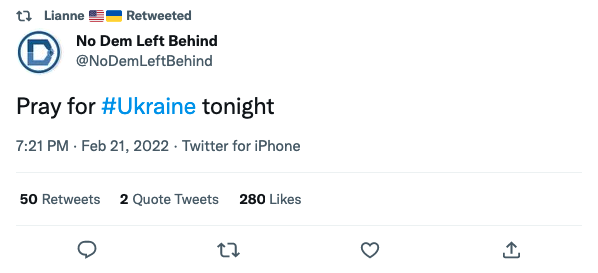 Lianne 🇺🇸🇺🇦 Retweeted
No Dem Left Behind
@NoDemLeftBehind
Pray for #Ukraine tonight
7:21 PM · Feb 21, 2022 · Twitter for iPhone
50 Retweets 2 Quote Tweets 280 Likes